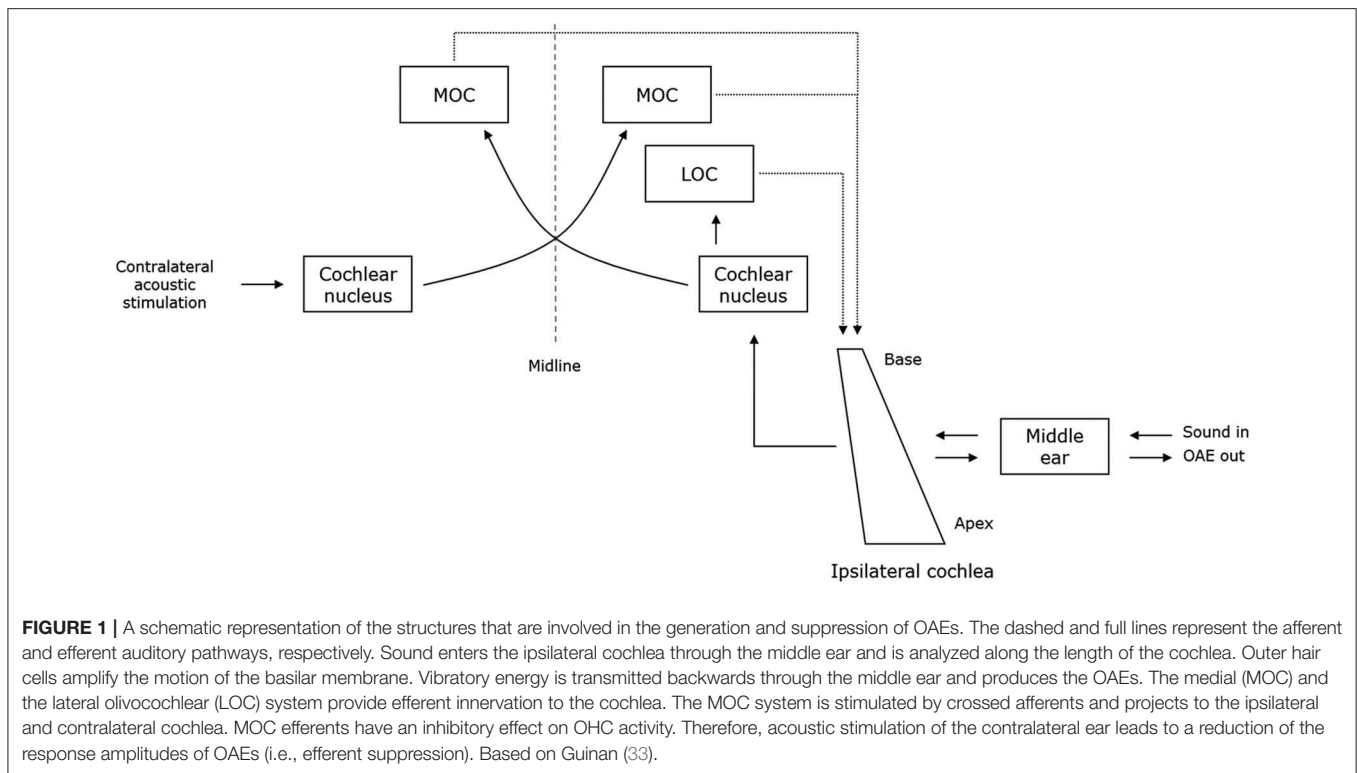 MOC
MOC
LOC
Contralateral
acoustic
stimulation
Cochlear
nucleus
Cochlear
nucleus
Midline
Base
Middle
ear
Sound in
OAE out
Apex
Ipsilateral cochlea
FIGURE 1 | A schematic representation of the structures that are involved in the generation and suppression of OAEs. The dashed and full lines represent the afferent
and efferent auditory pathways, respectively. Sound enters the ipsilateral cochlea through the middle ear and is analyzed along the length of the cochlea. Outer hair
cells amplify the motion of the basilar membrane. Vibratory energy is transmitted backwards through the middle ear and produces the OAEs. The medial (MOC) and
the lateral olivocochlear (LOC) system provide efferent innervation to the cochlea. The MOC system is stimulated by crossed afferents and projects to the ipsilateral
and contralateral cochlea. MOC efferents have an inhibitory effect on OHC activity. Therefore, acoustic stimulation of the contralateral ear leads to a reduction of the
response amplitudes of OAEs (i.e., efferent suppression). Based on Guinan (33).